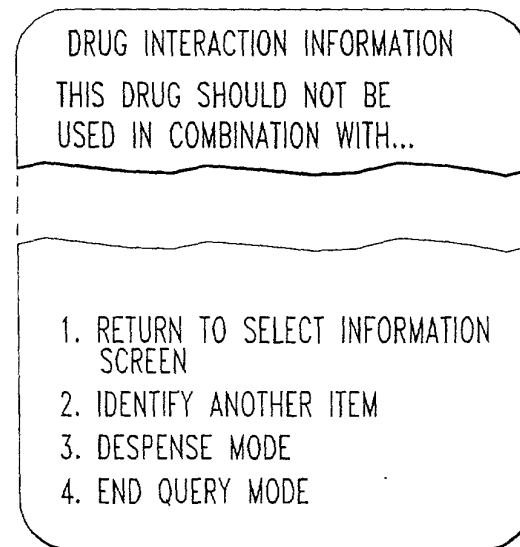 DRUG INTERACTION INFORMATION
THIS DRUG SHOULD NOT BE
USED IN COMBINATION WITH...
1. RETURN TO SELECT INFORMATION
SCREEN
2. IDENTIFY ANOTHER ITEM
3. DESPENSE MODE
4. END QUERY MODE